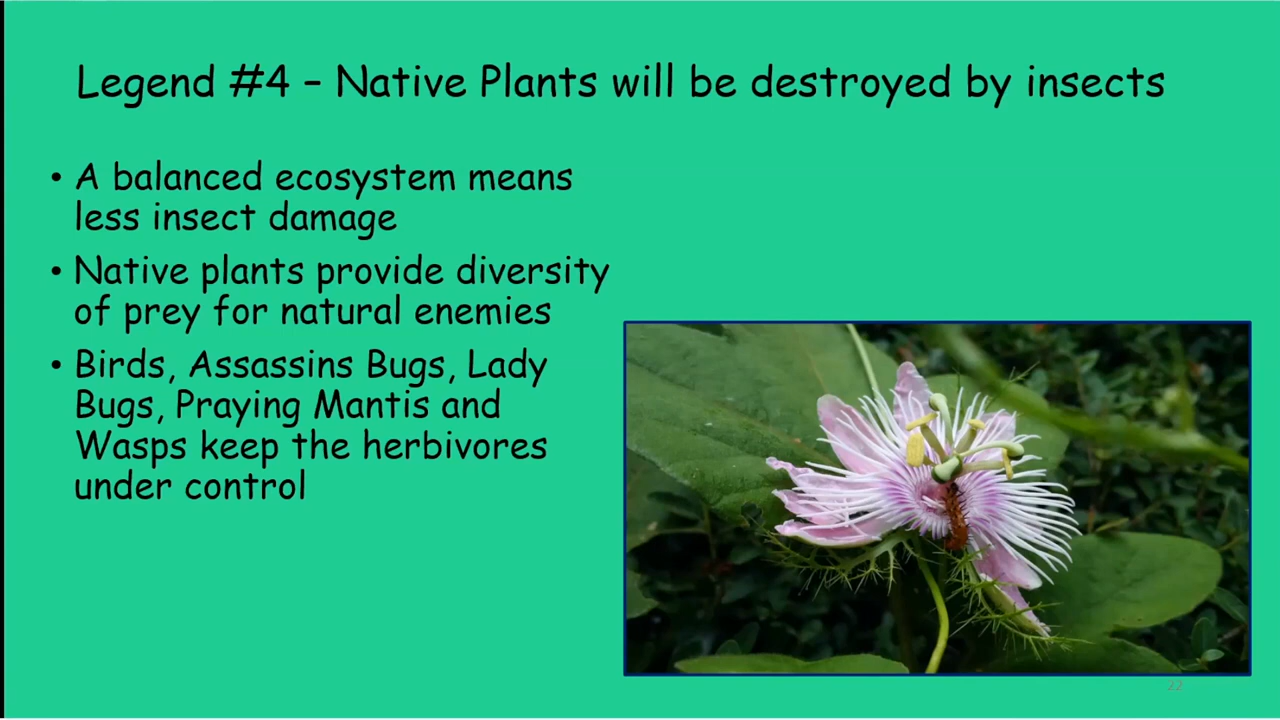 Legend #4 – Native Plants will be destroyed by insects
• A balanced ecosystem means
less insect damage
• Native plants provide diversity
of prey for natural enemies
• Birds, Assassins Bugs, Lady
Bugs, Praying Mantis and
Wasps keep the herbivores
under control
22